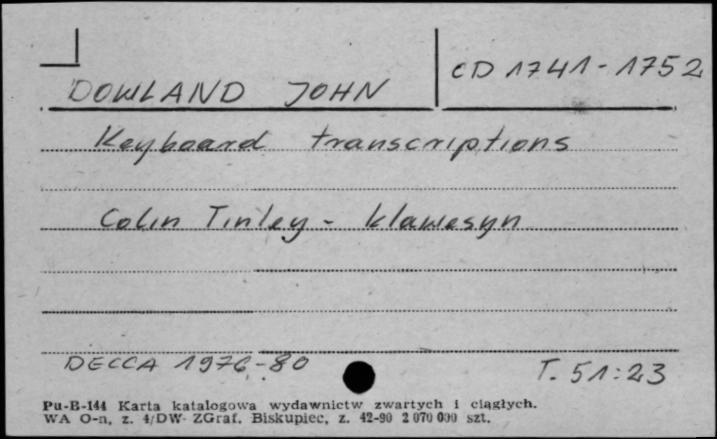 DOWLAND JOHN
CD 1741-1752
Keyboard transcriptions
Colin Tinley - klawesyn
DECCA 1976-80
T. 51:23
Pu-B-144 Karta katalogowa wydawnictw zwartych i ciągłych.
WA O-n, z. 4/DW- ZGraf. Biskupiec, z. 42-90 2 070 000 szt.